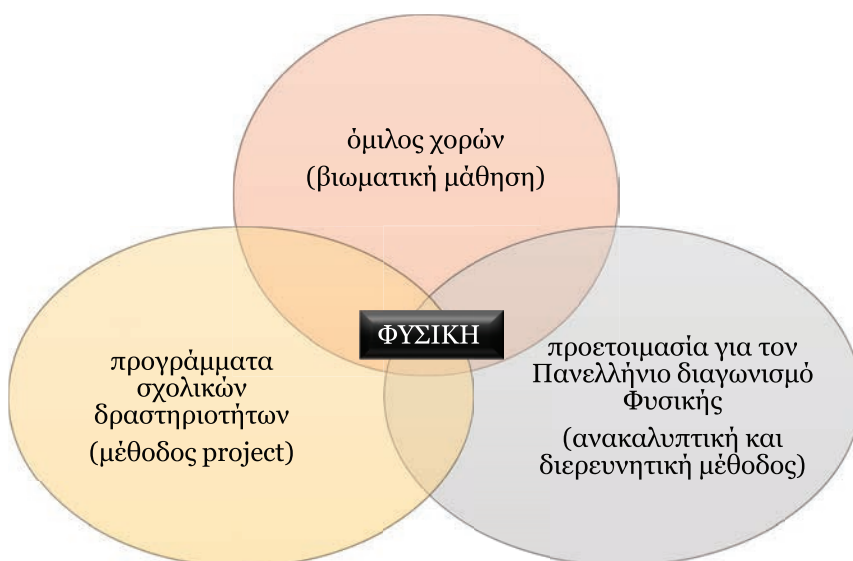 όμιλος χορών
(βιωματική μάθηση)
ΦΥΣΙΚΗ
προγράμματα
σχολικών
δραστηριοτήτων
(μέθοδος project)
προετοιμασία για τον
Πανελλήνιο διαγωνισμό
Φυσικής
(ανακαλυπτική και
διερευνητική μέθοδος)